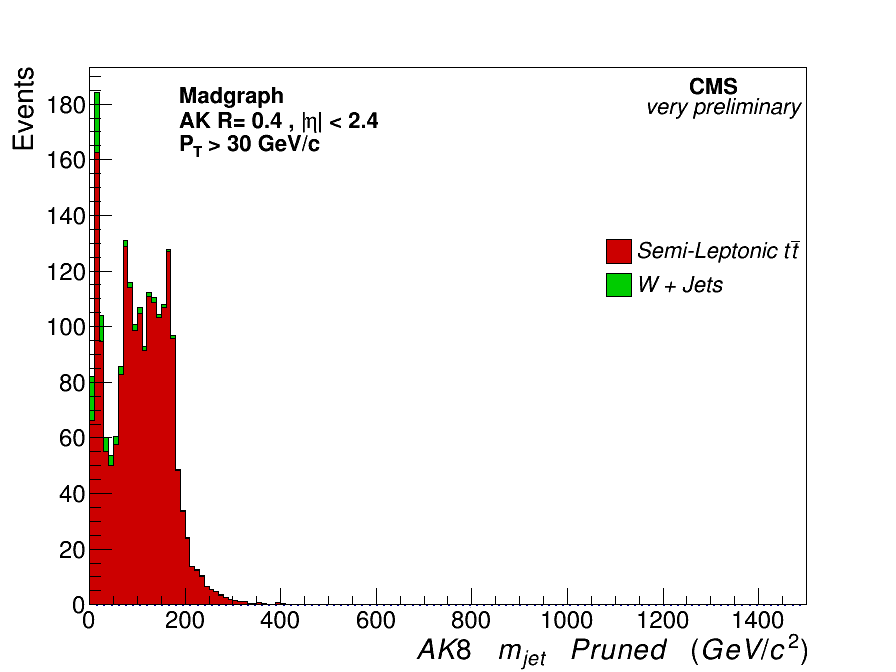 Events
Madgraph
AK R= 0.4 , |η| < 2.4
P_T > 30 GeV/c
CMS
very preliminary
Semi-Leptonic tt̅
W + Jets
180
160
140
120
100
80
60
40
20
0
0 200 400 600 800 1000 1200 1400
AK8 m_jet Pruned (GeV/c²)